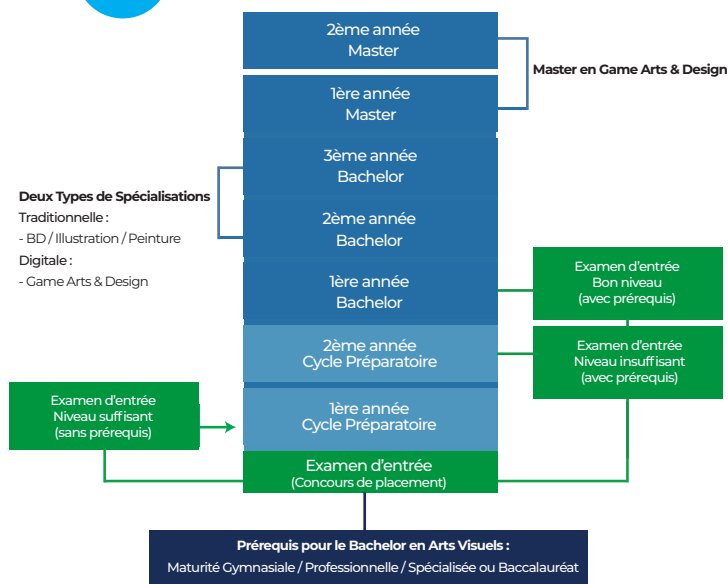 2ème année
Master
Master en Game Arts & Design
1ère année
Master
3ème année
Bachelor
Deux Types de Spécialisations
Traditionnelle :
- BD / Illustration / Peinture
Digitale :
- Game Arts & Design
2ème année
Bachelor
1ère année
Bachelor
Examen d’entrée
Bon niveau
(avec prérequis)
2ème année
Cycle Préparatoire
Examen d’entrée
Niveau insuffisant
(avec prérequis)
Examen d’entrée
Niveau suffisant
(sans prérequis)
1ère année
Cycle Préparatoire
Examen d’entrée
(Concours de placement)
Prérequis pour le Bachelor en Arts Visuels :
Maturité Gymnasiale / Professionnelle / Spécialisée ou Baccalauréat